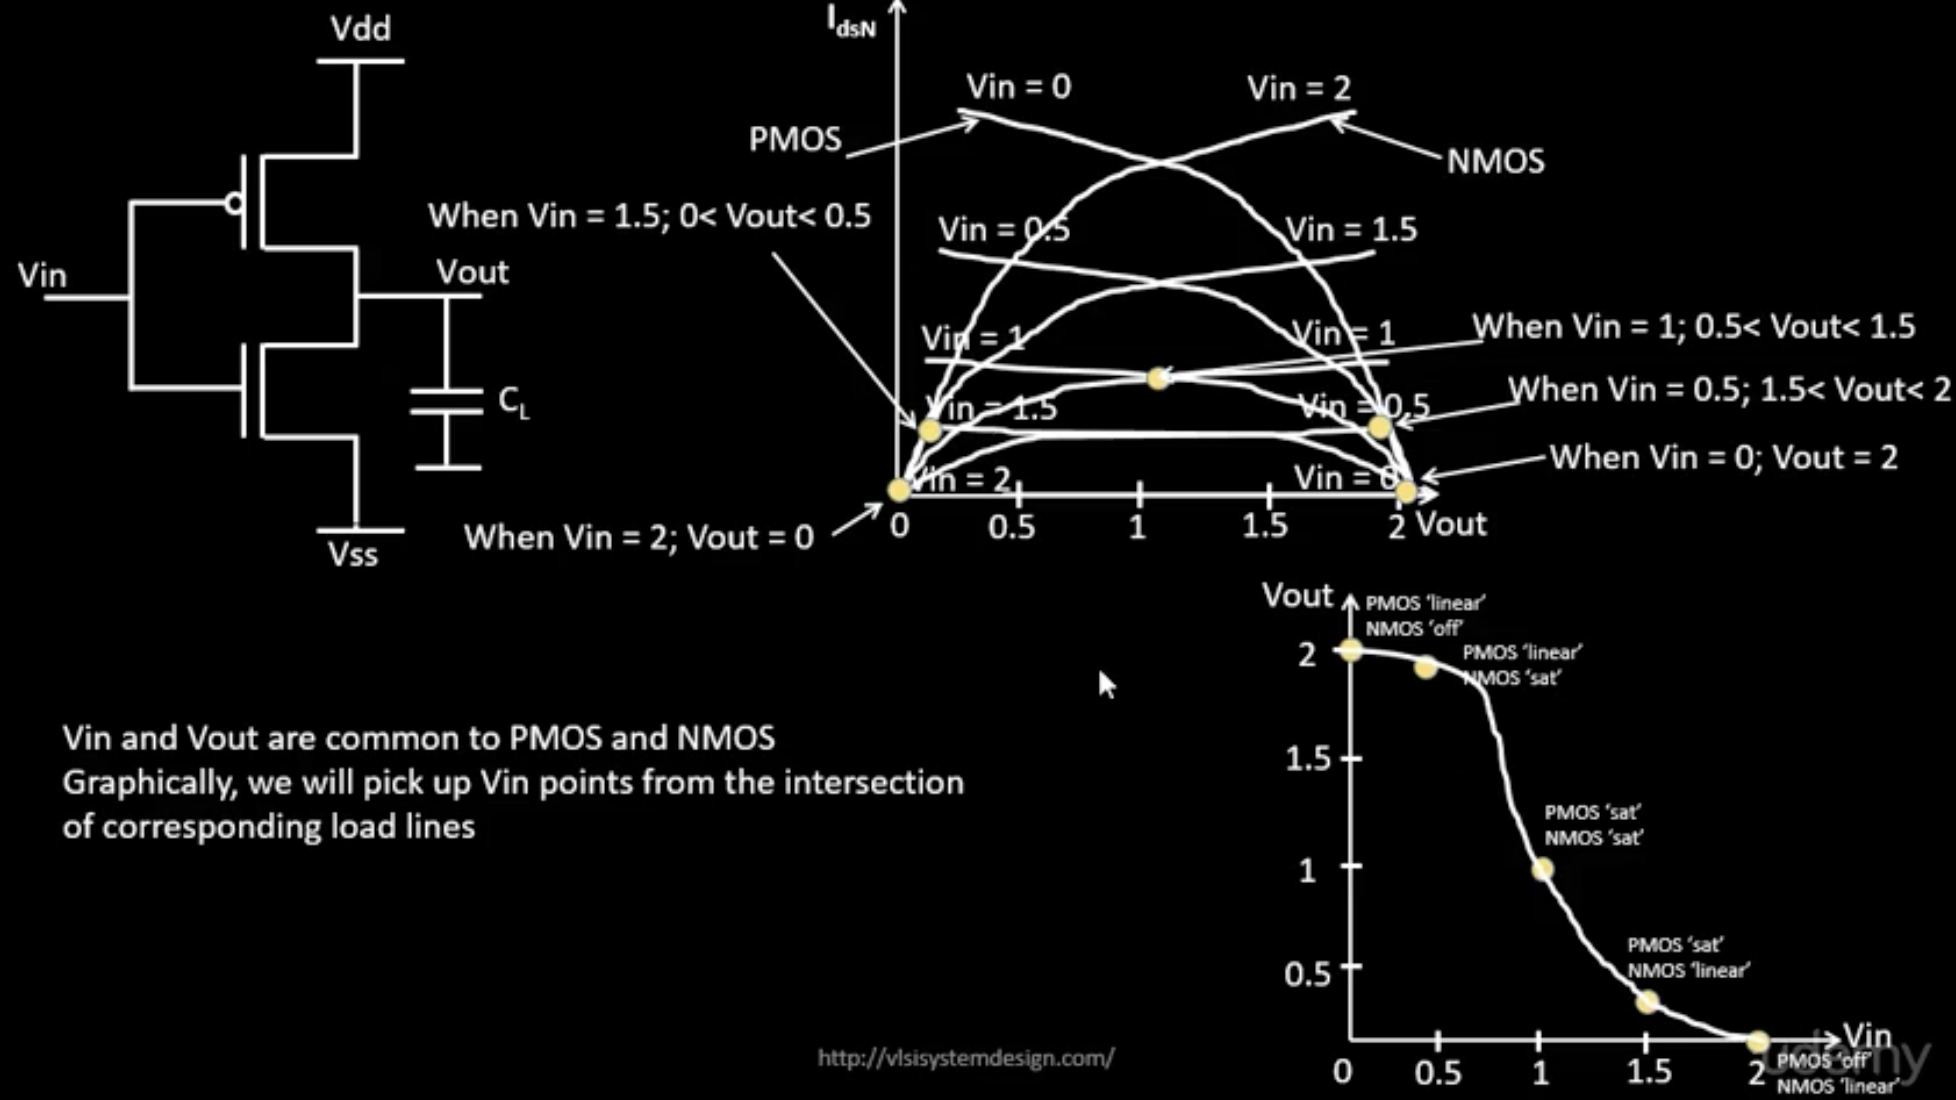 Vdd
Vin
Vout
C_L
Vss
I_dsN
Vin = 0
Vin = 2
PMOS
NMOS
When Vin = 1.5; 0< Vout< 0.5
Vin = 0.5
Vin = 1.5
Vin = 1
Vin = 1
When Vin = 1; 0.5< Vout< 1.5
Vin = 1.5
Vin = 0.5
When Vin = 0.5; 1.5< Vout< 2
Vin = 2
Vin = 0
When Vin = 0; Vout = 2
When Vin = 2; Vout = 0
0 0.5 1 1.5 2 Vout
Vin and Vout are common to PMOS and NMOS
Graphically, we will pick up Vin points from the intersection
of corresponding load lines
Vout
PMOS ‘linear’
NMOS ‘off’
2
PMOS ‘linear’
NMOS ‘sat’
1.5
PMOS ‘sat’
NMOS ‘sat’
1
PMOS ‘sat’
NMOS ‘linear’
0.5
Vin
0 0.5 1 1.5 2
PMOS ‘off’
NMOS ‘linear’
http://vlsisystemdesign.com/
udemy